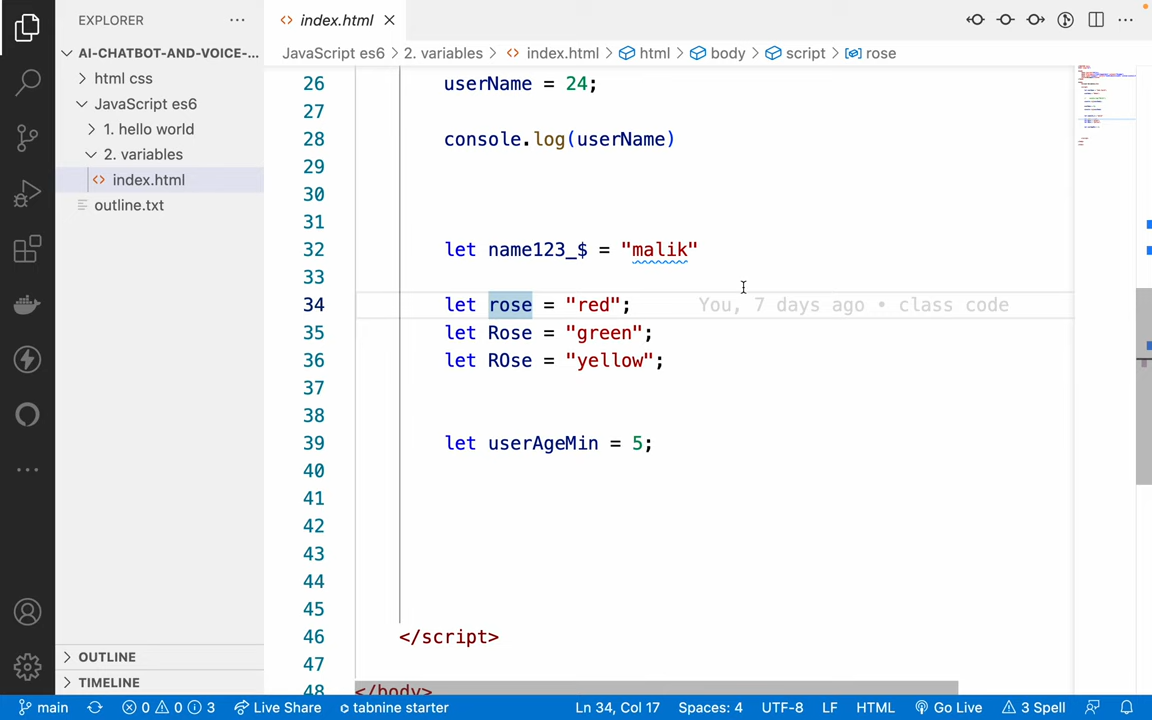 EXPLORER
index.html
AI-CHATBOT-AND-VOICE-...
html css
JavaScript es6
1. hello world
2. variables
index.html
outline.txt
OUTLINE
TIMELINE
JavaScript es6 > 2. variables > index.html > html > body > script > rose
26 userName = 24;
27
28 console.log(userName)
29
30
31
32 let name123_$ = "malik"
33
34 let rose = "red"; You, 7 days ago • class code
35 let Rose = "green";
36 let ROse = "yellow";
37
38
39 let userAgeMin = 5;
40
41
42
43
44
45
46 </script>
47
48 </body>
main 0 0 3 Live Share tabnine starter Ln 34, Col 17 Spaces: 4 UTF-8 LF HTML Go Live 3 Spell